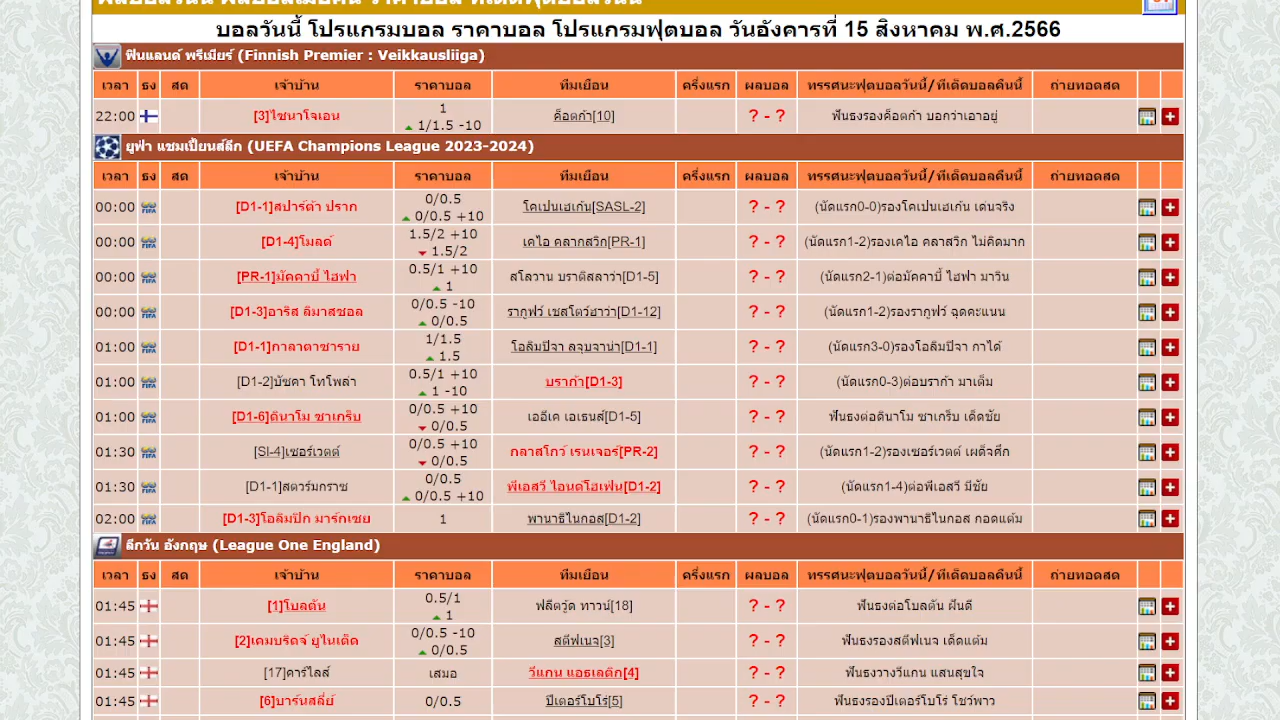 บอลวันนี้ โปรแกรมบอล ราคาบอล โปรแกรมฟุตบอล วันอังคารที่ 15 สิงหาคม พ.ศ.2566
ฟินแลนด์ พรีเมียร์ (Finnish Premier : Veikkausliiga)
เวลา ธง สด เจ้าบ้าน ราคาบอล ทีมเยือน ครึ่งแรก ผลบอล ทรรศนะฟุตบอลวันนี้/ทีเด็ดบอลคืนนี้ ถ่ายทอดสด
22:00 [3]ไซนาโจเอน 1 1/1.5 -10 ค็อตก้า[10] ? - ? ฟันธงรองค็อตก้า บอกว่าเอาอยู่
ยูฟ่า แชมเปี้ยนส์ลีก (UEFA Champions League 2023-2024)
เวลา ธง สด เจ้าบ้าน ราคาบอล ทีมเยือน ครึ่งแรก ผลบอล ทรรศนะฟุตบอลวันนี้/ทีเด็ดบอลคืนนี้ ถ่ายทอดสด
00:00 [D1-1]สปาร์ต้า ปราก 0/0.5 0/0.5 +10 โคเปนเฮเก้น[SASL-2] ? - ? (นัดแรก0-0)รองโคเปนเฮเก้น เด่นจริง
00:00 [D1-4]โมลด์ 1.5/2 +10 1.5/2 เคไอ คลากสวิก[PR-1] ? - ? (นัดแรก1-2)รองเคไอ คลาสวิก ไม่คิดมาก
00:00 [PR-1]มัคคาบี้ ไฮฟา 0.5/1 +10 1 สโลวาน บราติสลาว่า[D1-5] ? - ? (นัดแรก2-1)ต่อมัคคาบี้ ไฮฟา มาวิน
00:00 [D1-3]อาริส ลิมาสซอล 0/0.5 -10 0/0.5 รากูฟว์ เชสโตว์ฮาว่า[D1-12] ? - ? (นัดแรก1-2)รองรากูฟว์ ฉุดคะแนน
01:00 [D1-1]กาลาตาซาราย 1/1.5 1.5 โอลิมปิจา ลจุบจาน่า[D1-1] ? - ? (นัดแรก3-0)รองโอลิมปิจา กาได้
01:00 [D1-2]บัซคา โทโพล่า 0.5/1 +10 1 -10 บราก้า[D1-3] ? - ? (นัดแรก0-3)ต่อบราก้า มาเต็ม
01:00 [D1-6]ดินาโม ซาเกร็บ 0/0.5 +10 0/0.5 เออีเค เอเธนส์[D1-5] ? - ? ฟันธงต่อดินาโม ซาเกร็บ เด็ดชัย
01:30 [SI-4]เซอร์เวตต์ 0/0.5 +10 0/0.5 กลาสโกว์ เรนเจอร์[PR-2] ? - ? (นัดแรก1-2)รองเซอร์เวตต์ เผด็จศึก
01:30 [D1-1]สตวร์มกราซ 0/0.5 0/0.5 +10 พีเอสวี ไอนด์โฮเฟ่น[D1-2] ? - ? (นัดแรก1-4)ต่อพีเอสวี มีชัย
02:00 [D1-3]โอลิมปิก มาร์กเซย 1 พานาธิไนกอส[D1-2] ? - ? (นัดแรก0-1)รองพานาธิไนกอส กอดแต้ม
ลีกวัน อังกฤษ (League One England)
เวลา ธง สด เจ้าบ้าน ราคาบอล ทีมเยือน ครึ่งแรก ผลบอล ทรรศนะฟุตบอลวันนี้/ทีเด็ดบอลคืนนี้ ถ่ายทอดสด
01:45 [1]โบลตัน 0.5/1 1 ฟลีตวู้ด ทาวน์[18] ? - ? ฟันธงต่อโบลตัน ฝันดี
01:45 [2]เคมบริดจ์ ยูไนเต็ด 0/0.5 -10 0/0.5 สตีฟเนจ[3] ? - ? ฟันธงรองสตีฟเนจ เด็ดแต้ม
01:45 [17]คาร์ไลส์ เสมอ วีแกน แอธเลติก[4] ? - ? ฟันธงวางวีแกน แสนสุขใจ
01:45 [6]บาร์นสลี่ย์ 0/0.5 ปีเตอร์โบโร่[5] ? - ? ฟันธงรองปีเตอร์โบโร่ โชว์พาว